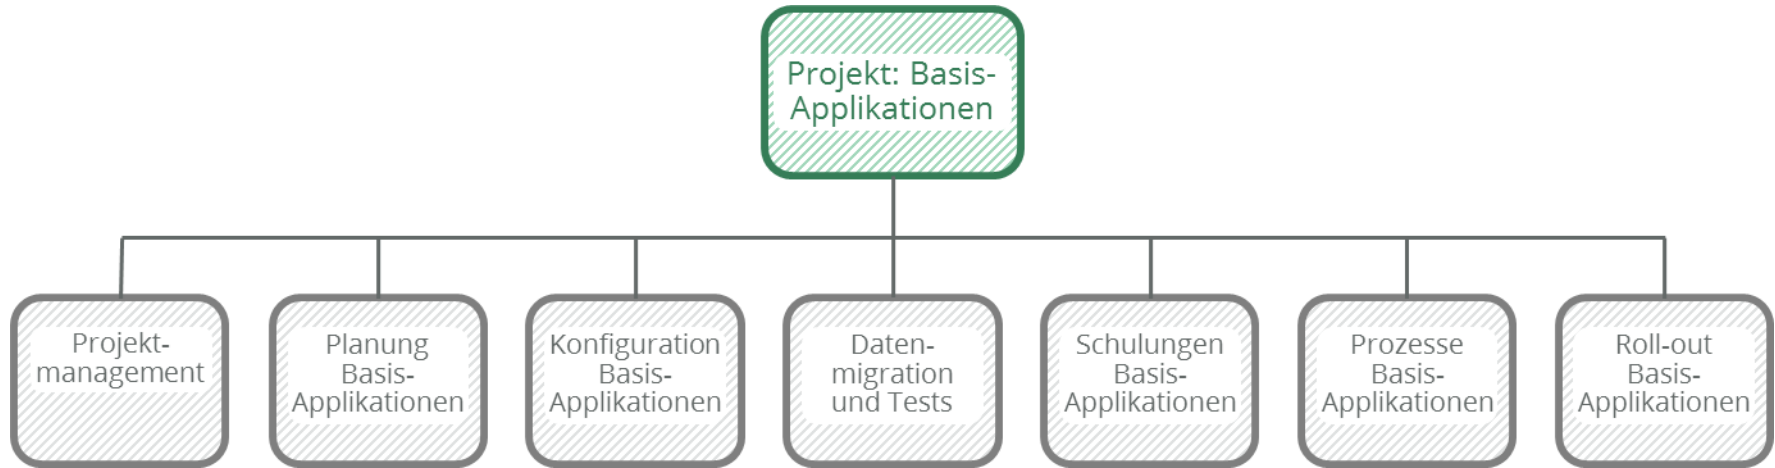 Projekt: Basis-
Applikationen
Projekt-
management
Planung
Basis-
Applikationen
Konfiguration
Basis-
Applikationen
Daten-
migration
und Tests
Schulungen
Basis-
Applikationen
Prozesse
Basis-
Applikationen
Roll-out
Basis-
Applikationen